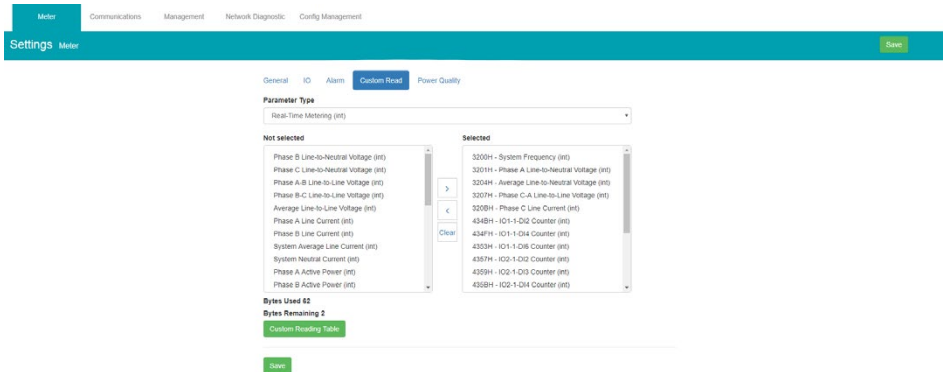 Meter Communications Management Network Diagnostic Config Management
Settings Meter Save
General IO Alarm Custom Read Power Quality
Parameter Type
Real-Time Metering (int)
Not selected
Phase B Line-to-Neutral Voltage (int)
Phase C Line-to-Neutral Voltage (int)
Phase A-B Line-to-Line Voltage (int)
Phase B-C Line-to-Line Voltage (int)
Average Line-to-Line Voltage (int)
Phase A Line Current (int)
Phase B Line Current (int)
System Average Line Current (int)
System Neutral Current (int)
Phase A Active Power (int)
Phase B Active Power (int)
>
<
Clear
Selected
3200H - System Frequency (int)
3201H - Phase A Line-to-Neutral Voltage (int)
3204H - Average Line-to-Neutral Voltage (int)
3207H - Phase C-A Line-to-Line Voltage (int)
320BH - Phase C Line Current (int)
434BH - IO1-1-DI2 Counter (int)
434FH - IO1-1-DI4 Counter (int)
4353H - IO1-1-DI6 Counter (int)
4357H - IO2-1-DI2 Counter (int)
4359H - IO2-1-DI3 Counter (int)
435BH - IO2-1-DI4 Counter (int)
Bytes Used 62
Bytes Remaining 2
Custom Reading Table
Save